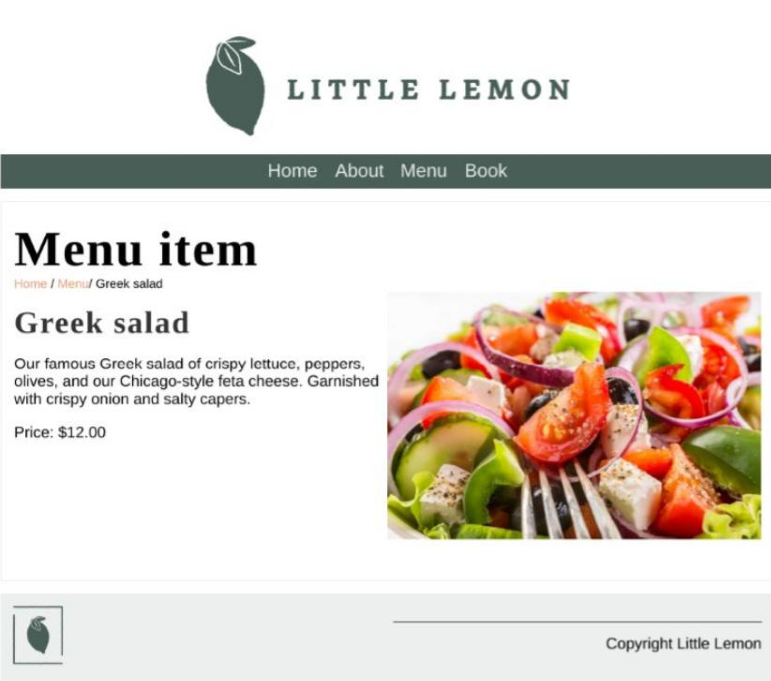 LITTLE LEMON
Home About Menu Book
Menu item
Home / Menu/ Greek salad
Greek salad
Our famous Greek salad of crispy lettuce, peppers,
olives, and our Chicago-style feta cheese. Garnished
with crispy onion and salty capers.
Price: $12.00
Copyright Little Lemon